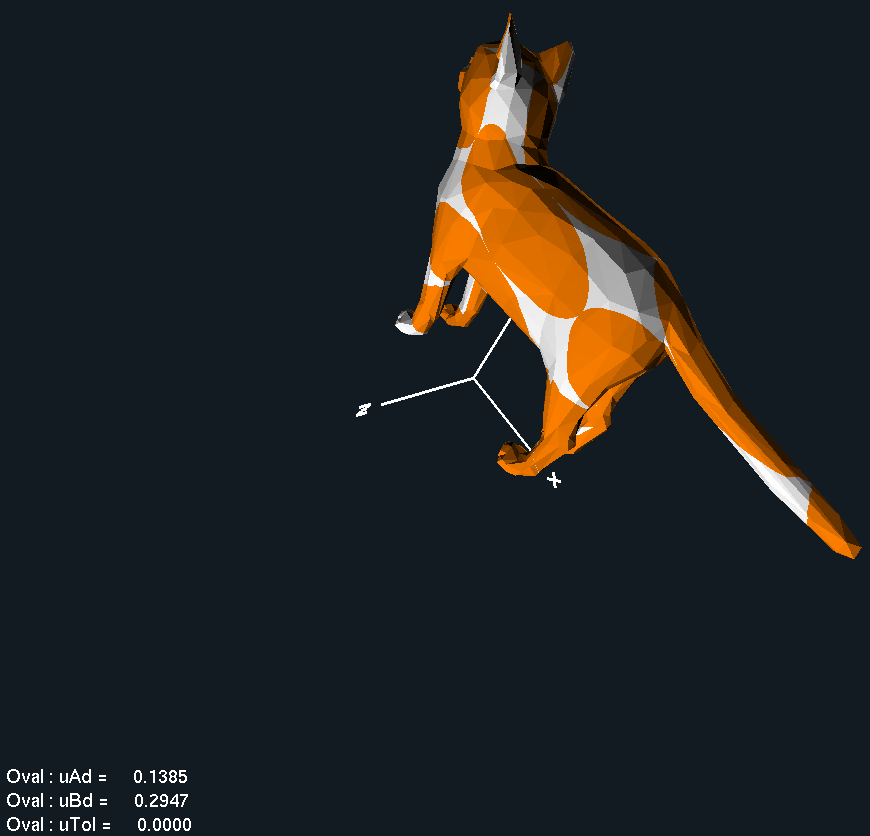 Z
X
Oval : uAd = 0.1385
Oval : uBd = 0.2947
Oval : uTol = 0.0000